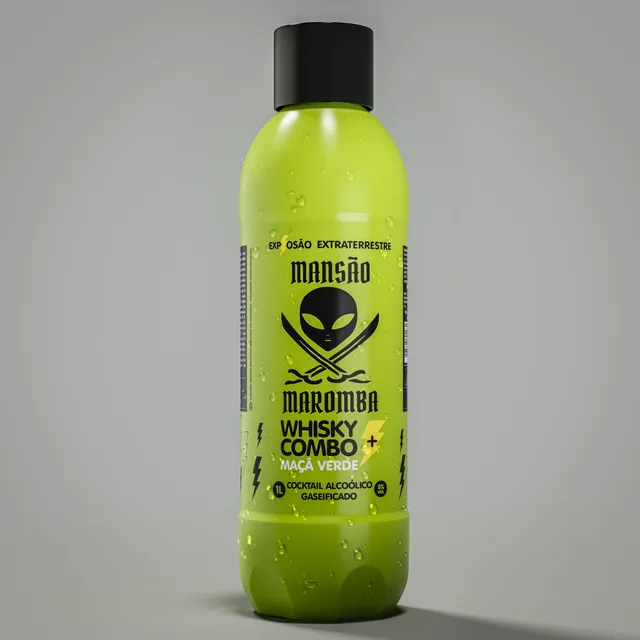 EXPLOSÃO EXTRATERRESTRE
MANSÃO
MAROMBA
WHISKY
COMBO +
MAÇÃ VERDE
1L COCKTAIL ALCOÓLICO
GASEIFICADO